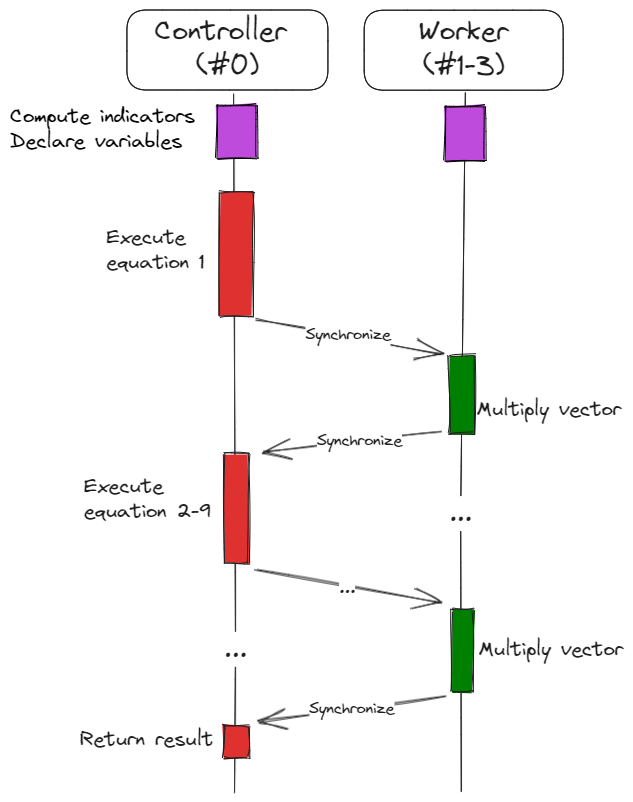 Controller
(#0)
Worker
(#1-3)
Compute indicators
Declare variables
Execute
equation 1
Synchronize
Multiply vector
Synchronize
Execute
equation 2-9
...
...
...
Multiply vector
Synchronize
Return result